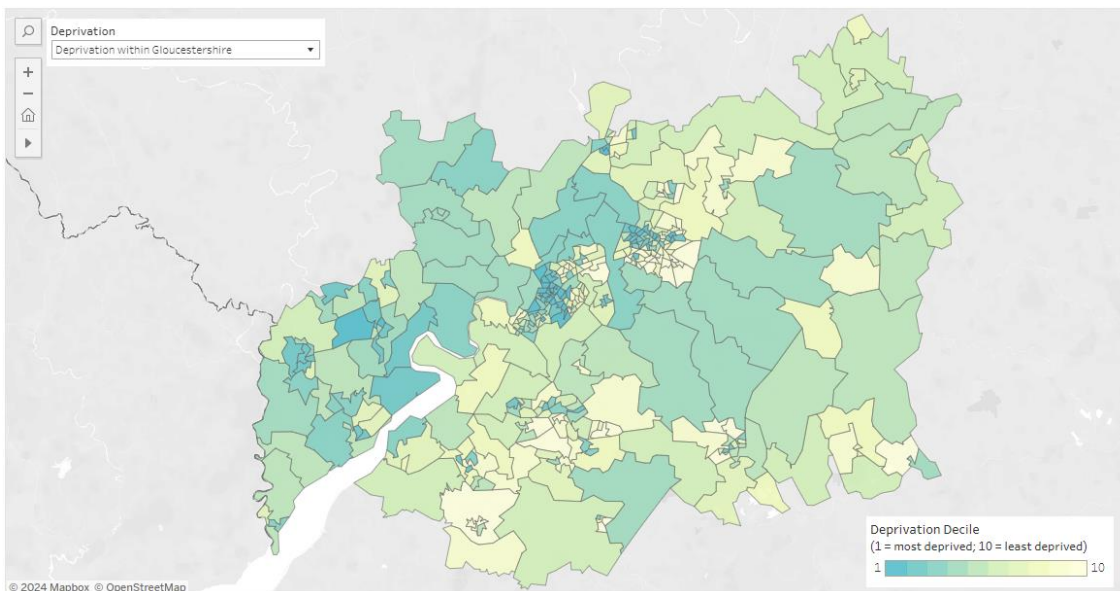 Deprivation
Deprivation within Gloucestershire
Deprivation Decile
(1 = most deprived; 10 = least deprived)
1 10
© 2024 Mapbox © OpenStreetMap